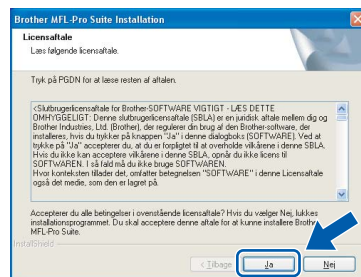 Brother MFL-Pro Suite Installation
Licensaftale
Læs følgende licensaftale.
Tryk på PGDN for at læse resten af aftalen.
<Slutbrugerlicensaftale for Brother-SOFTWARE VIGTIGT - LÆS DETTE
OMHYGGELIGT: Denne slutbrugerlicensaftale (SBLA) er en juridisk aftale mellem dig og
Brother Industries, Ltd. (Brother), der regulerer din brug af den Brother-software, der
installeres, hvis du trykker på knappen "Ja" i denne dialogboks (SOFTWARE). Ved at
trykke på "Ja" accepterer du, at du er forpligtet til at overholde vilkårene i denne SBLA.
Hvis du ikke kan acceptere vilkårene i denne SBLA, opnår du ikke licens til
SOFTWAREN. I så fald må du ikke bruge SOFTWAREN.
Hvor konteksten tillader det, omfatter betegnelsen "SOFTWARE" i denne Licensaftale
også det medie, som den er lagret på.
Accepterer du alle betingelser i ovenstående licensaftale? Hvis du vælger Nej, lukkes
installationsprogrammet. Du skal acceptere denne aftale for at kunne installere Brother
MFL-Pro Suite.
InstallShield
< Tilbage Ja Nej